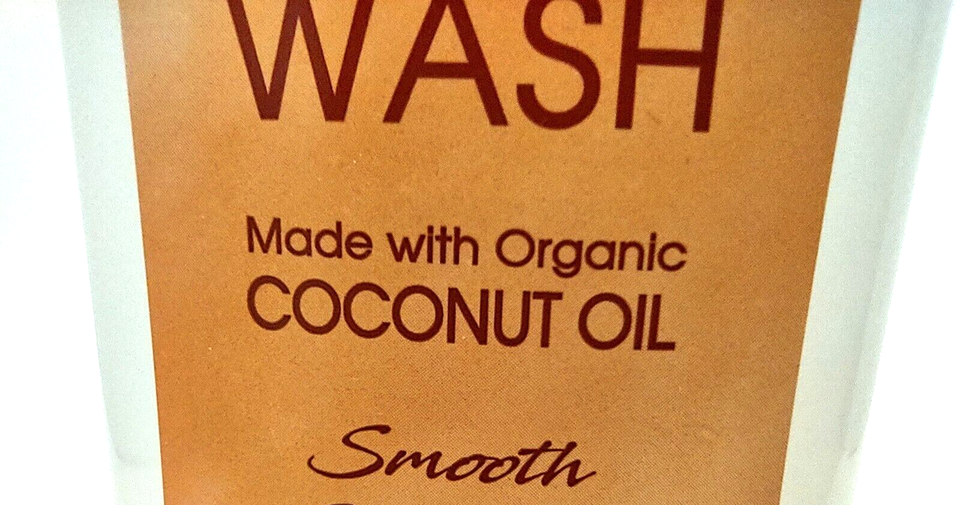 WASH
Made with Organic
COCONUT OIL
Smooth